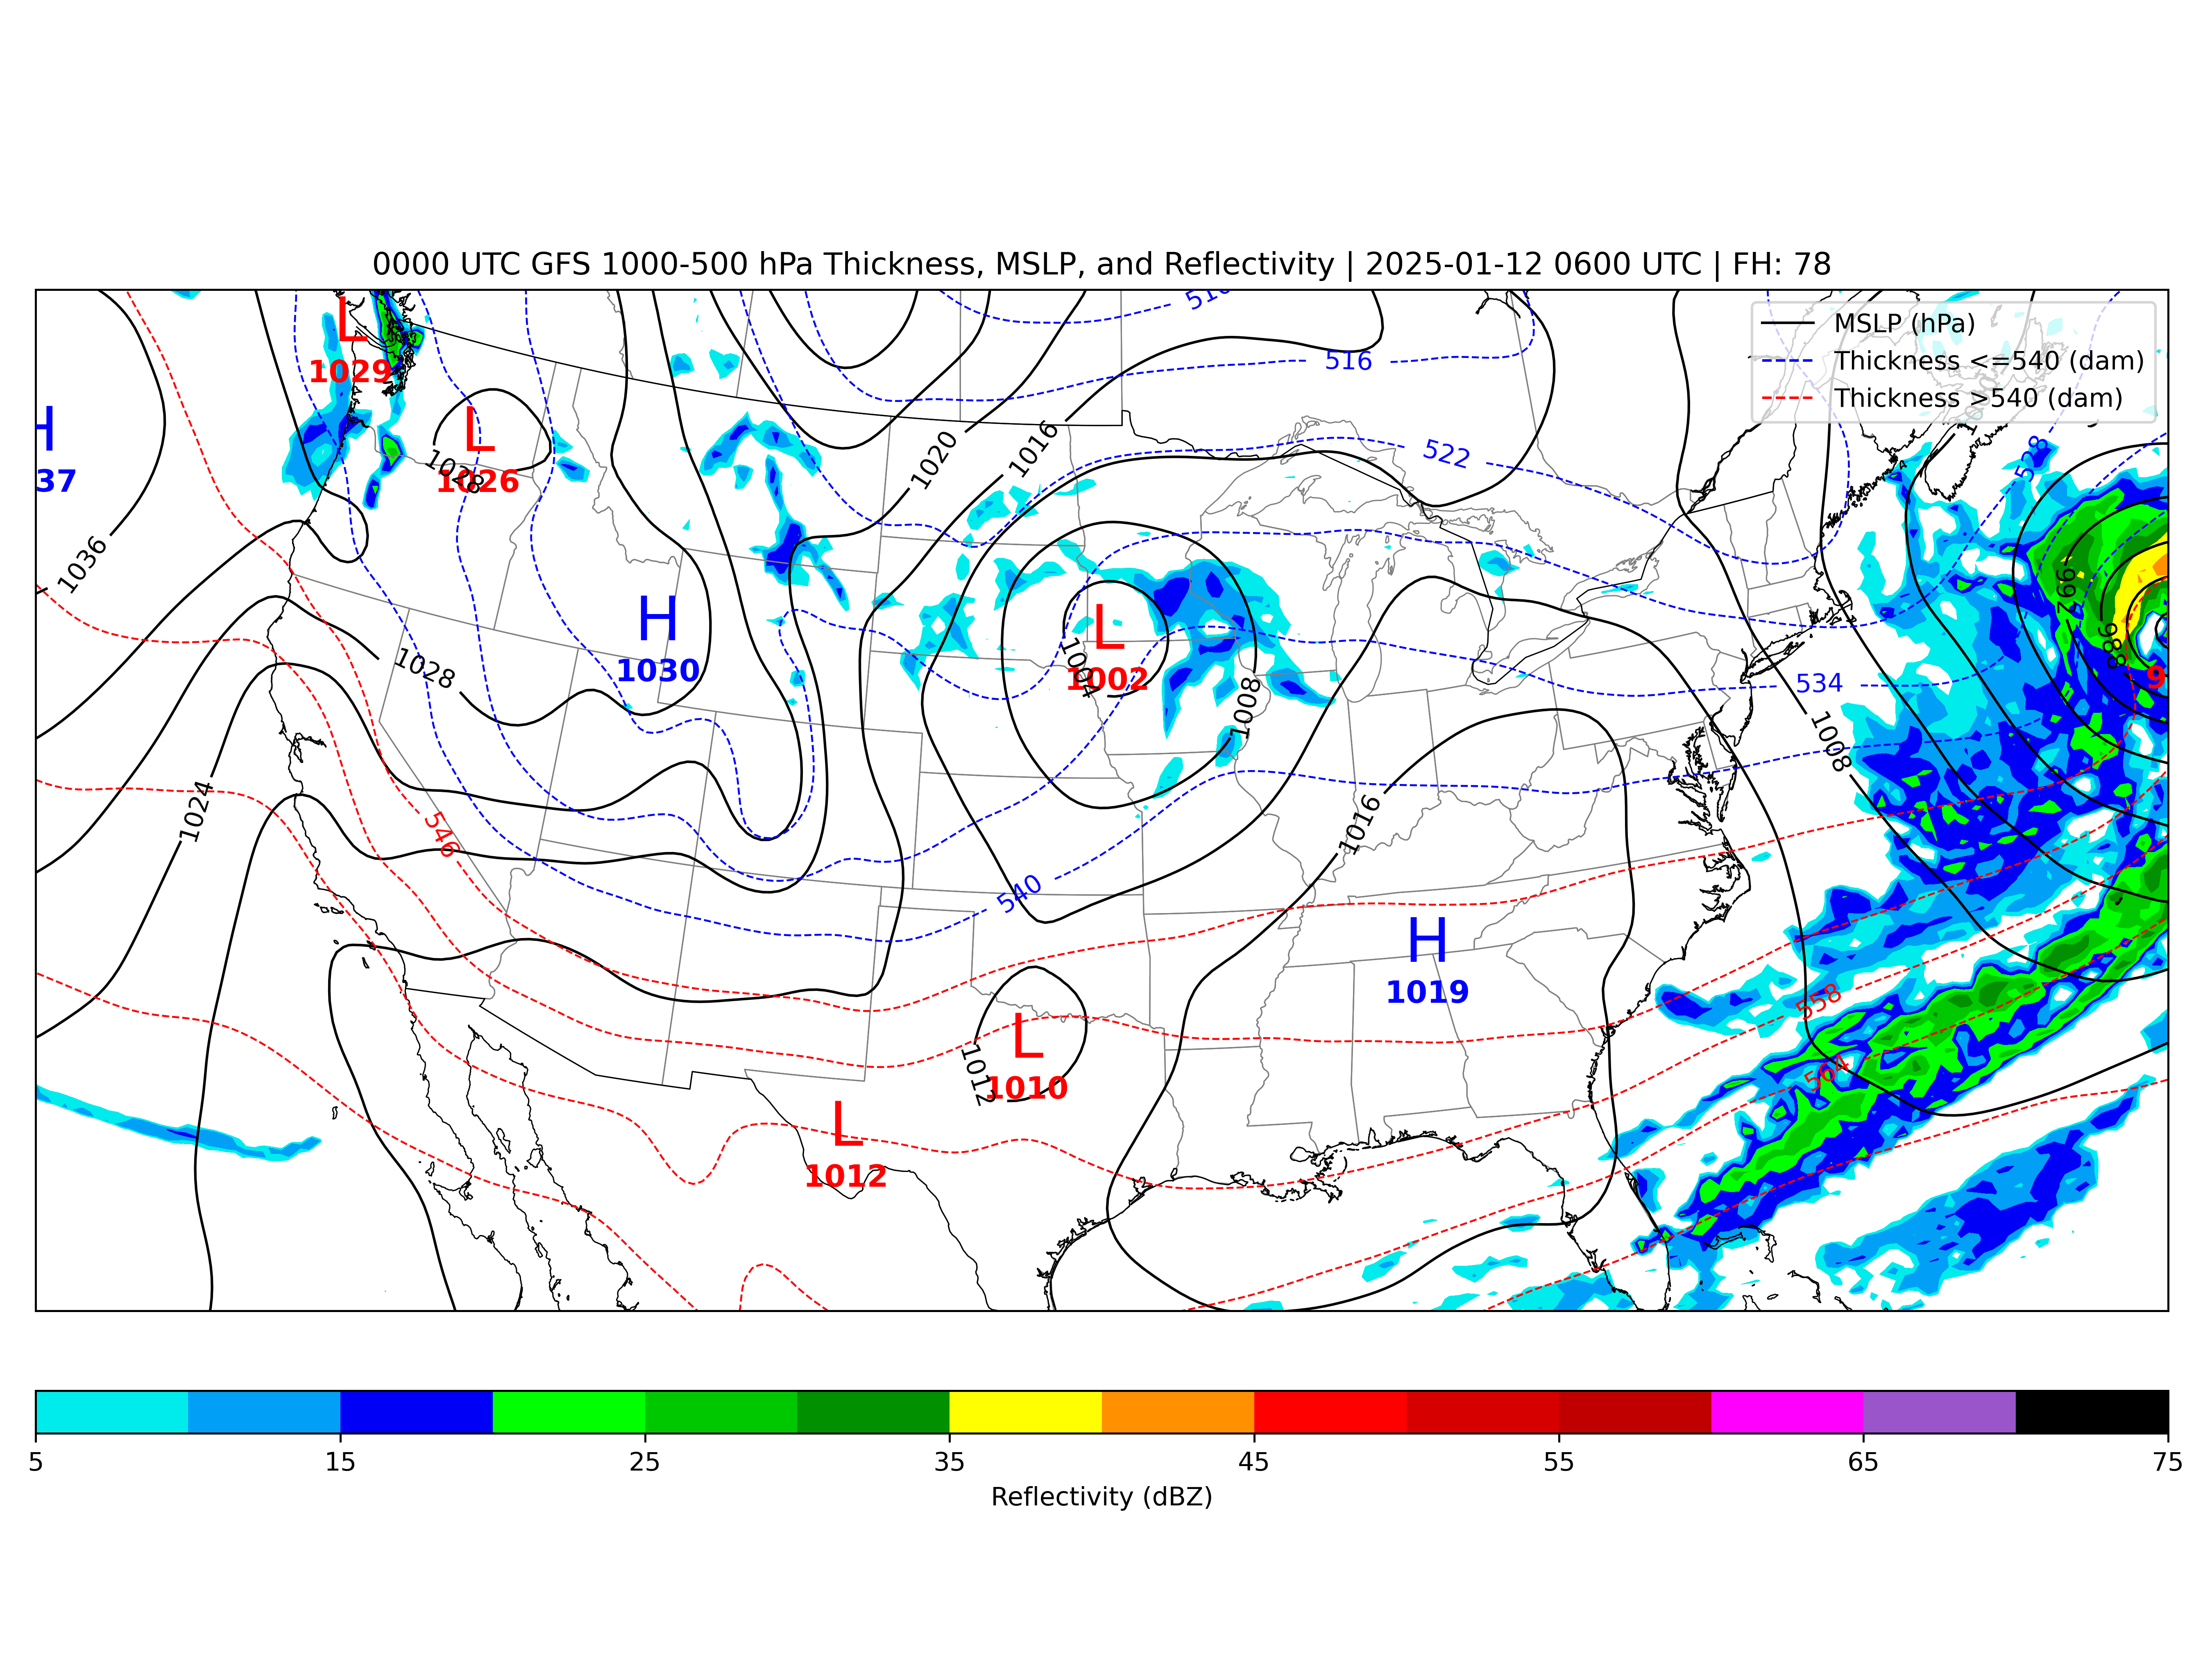 0000 UTC GFS 1000-500 hPa Thickness, MSLP, and Reflectivity | 2025-01-12 0600 UTC | FH: 78
MSLP (hPa)
Thickness <=540 (dam)
Thickness >540 (dam)
L
1029
516
H
37
L
1026
1028
1020
1016
522
528
1036
992
988
H
1030
1028
L
1002
1004
1008
9
534
1008
1024
546
1016
540
H
1019
558
L
1010
1012
564
L
1012
5 15 25 35 45 55 65 75
Reflectivity (dBZ)